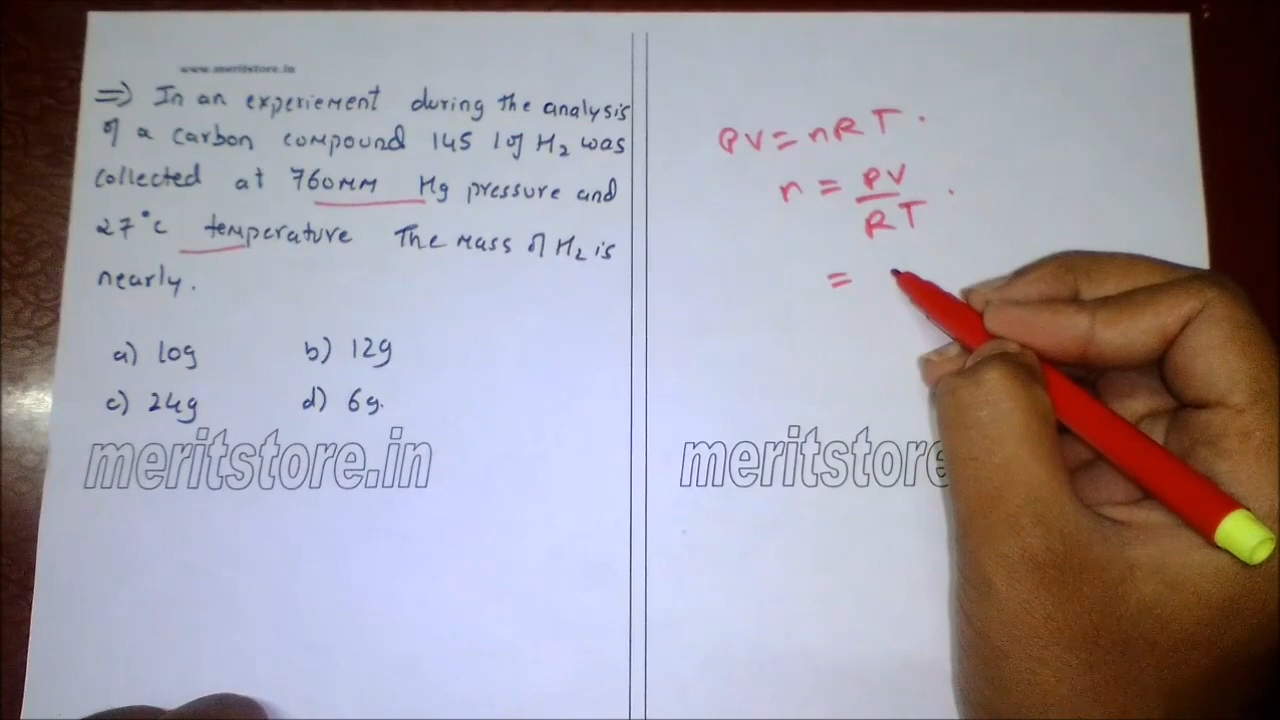 www.meritstore.in
⇒ In an experiement during the analysis
of a carbon compound 145 l of H₂ was
collected at 760MM Hg pressure and
27°C temperature The mass of H₂ is
nearly.
a) 10g b) 12g
c) 24g d) 6g.
meritstore.in
PV = nRT.
n = PV / RT.
=
meritstore